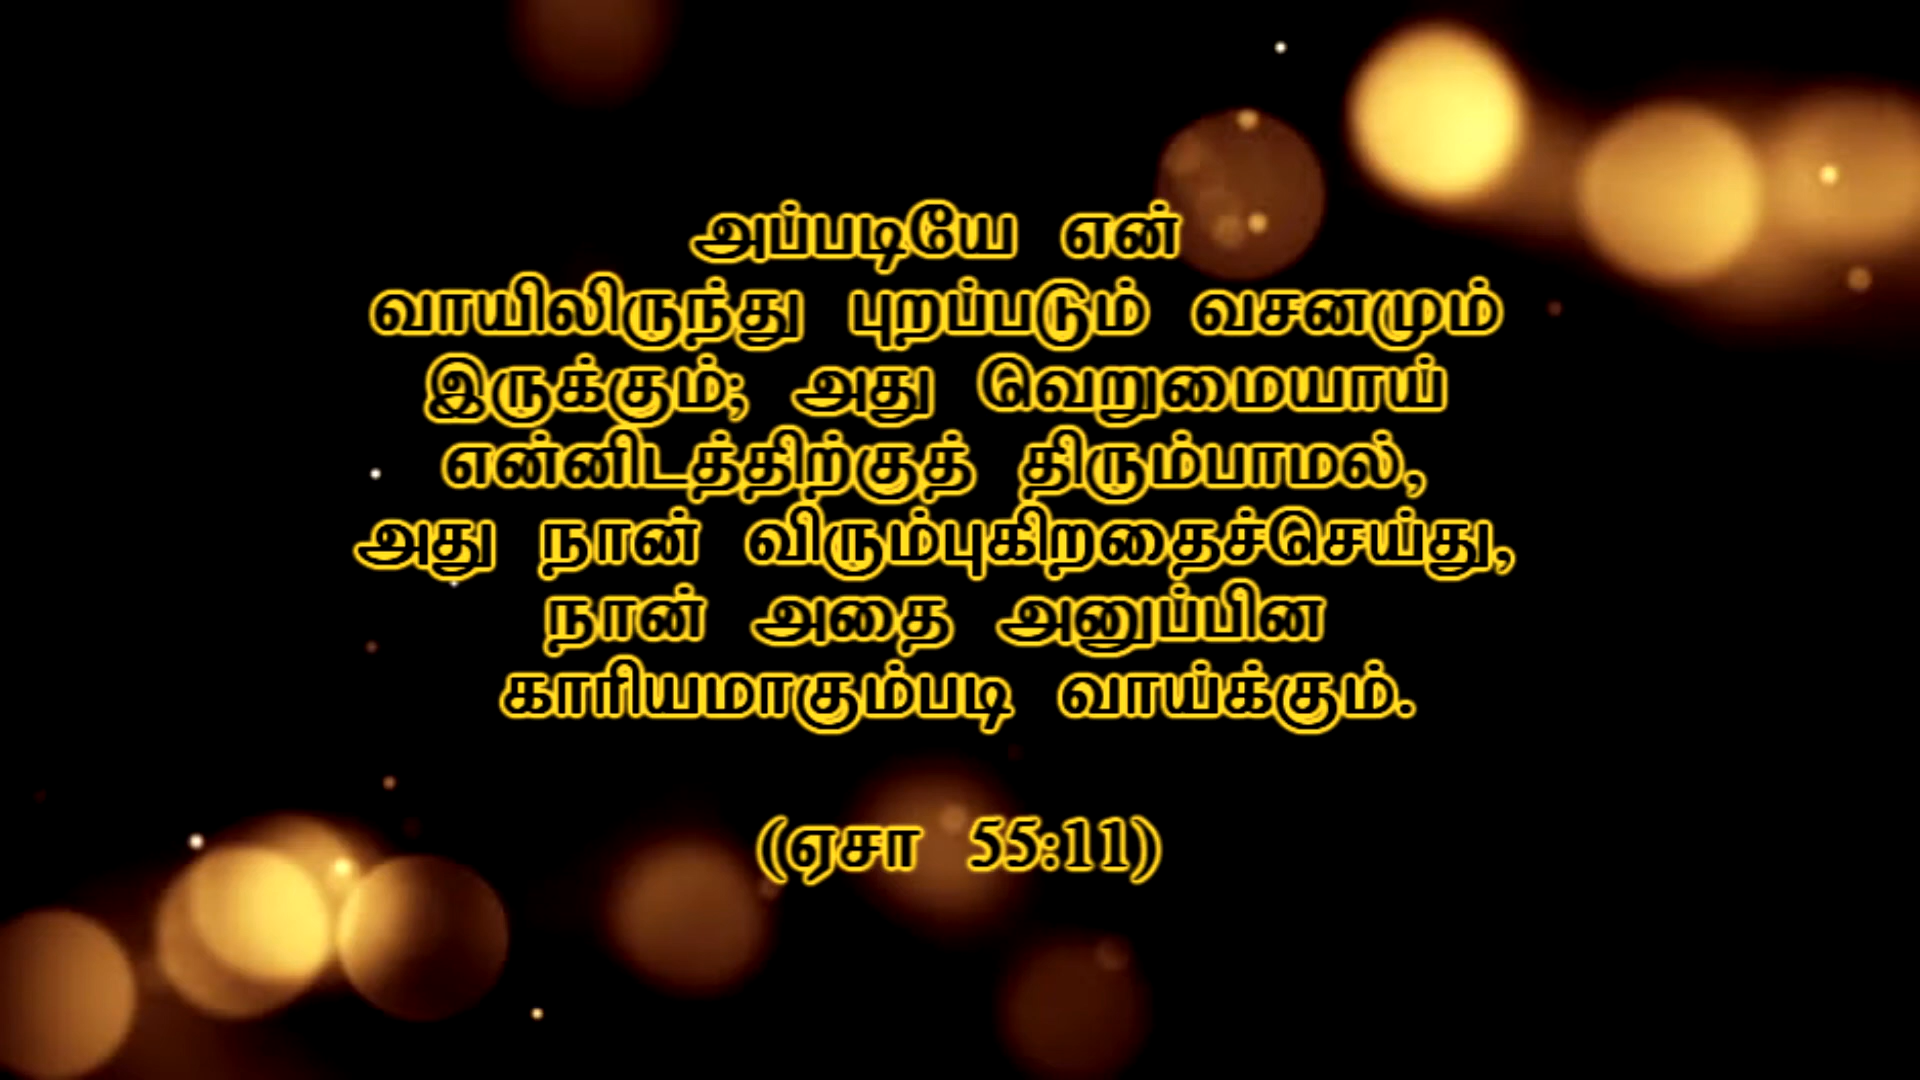 அப்படியே என்
வாயிலிருந்து புறப்படும் வசனமும்
இருக்கும்; அது வெறுமையாய்
என்னிடத்திற்குத் திரும்பாமல்,
அது நான் விரும்புகிறதைச்செய்து,
நான் அதை அனுப்பின
காரியமாகும்படி வாய்க்கும்.
(ஏசா 55:11)